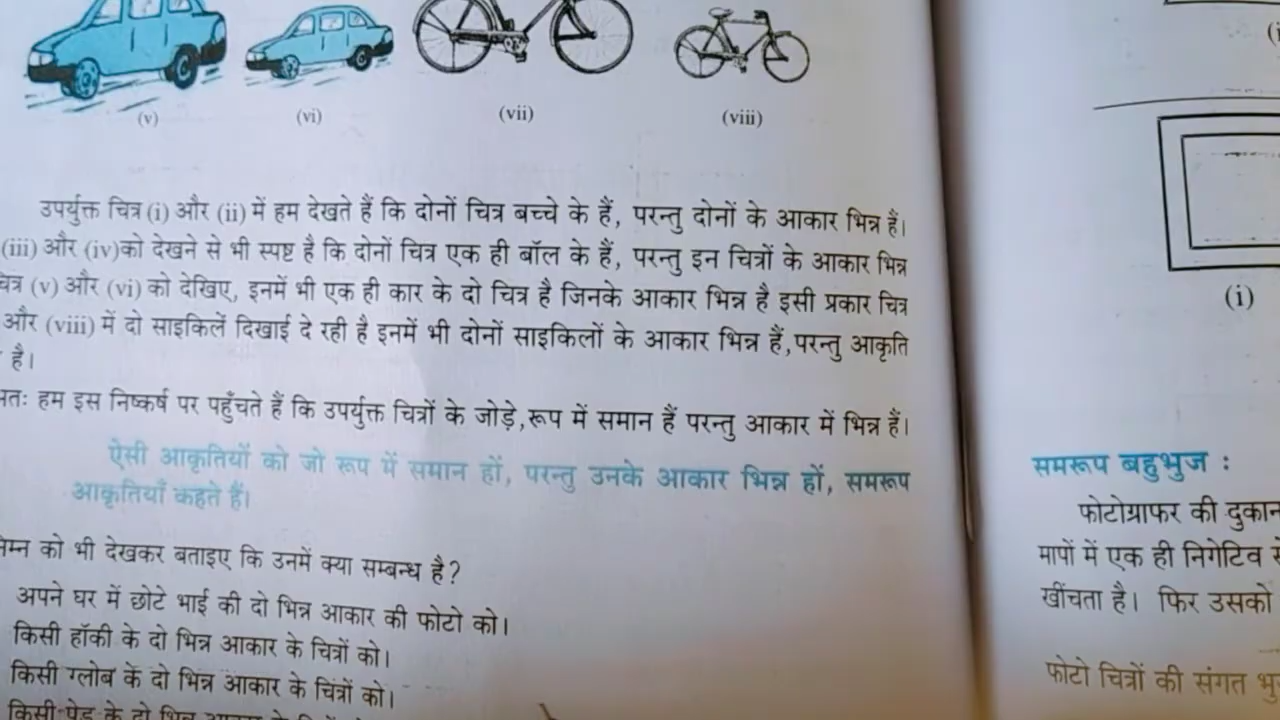 (v) (vi) (vii) (viii)
उपर्युक्त चित्र (i) और (ii) में हम देखते हैं कि दोनों चित्र बच्चे के हैं, परन्तु दोनों के आकार भिन्न हैं।
(iii) और (iv)को देखने से भी स्पष्ट है कि दोनों चित्र एक ही बॉल के हैं, परन्तु इन चित्रों के आकार भिन्न
(v) और (vi) को देखिए, इनमें भी एक ही कार के दो चित्र है जिनके आकार भिन्न है इसी प्रकार चित्र
और (viii) में दो साइकिलें दिखाई दे रही है इनमें भी दोनों साइकिलों के आकार भिन्न हैं,परन्तु आकृति
है।
हम इस निष्कर्ष पर पहुँचते हैं कि उपर्युक्त चित्रों के जोड़े,रूप में समान हैं परन्तु आकार में भिन्न हैं।
ऐसी आकृतियों को जो रूप में समान हों, परन्तु उनके आकार भिन्न हों, समरूप
आकृतियाँ कहते हैं।
को भी देखकर बताइए कि उनमें क्या सम्बन्ध है?
अपने घर में छोटे भाई की दो भिन्न आकार की फोटो को।
किसी हॉकी के दो भिन्न आकार के चित्रों को।
किसी ग्लोब के दो भिन्न आकार के चित्रों को।
किसी पेड़ के दो भिन्न
(i)
समरूप बहुभुज :
फोटोग्राफर की दुकान
मापों में एक ही निगेटिव
खींचता है। फिर उसको
फोटो चित्रों की संगत